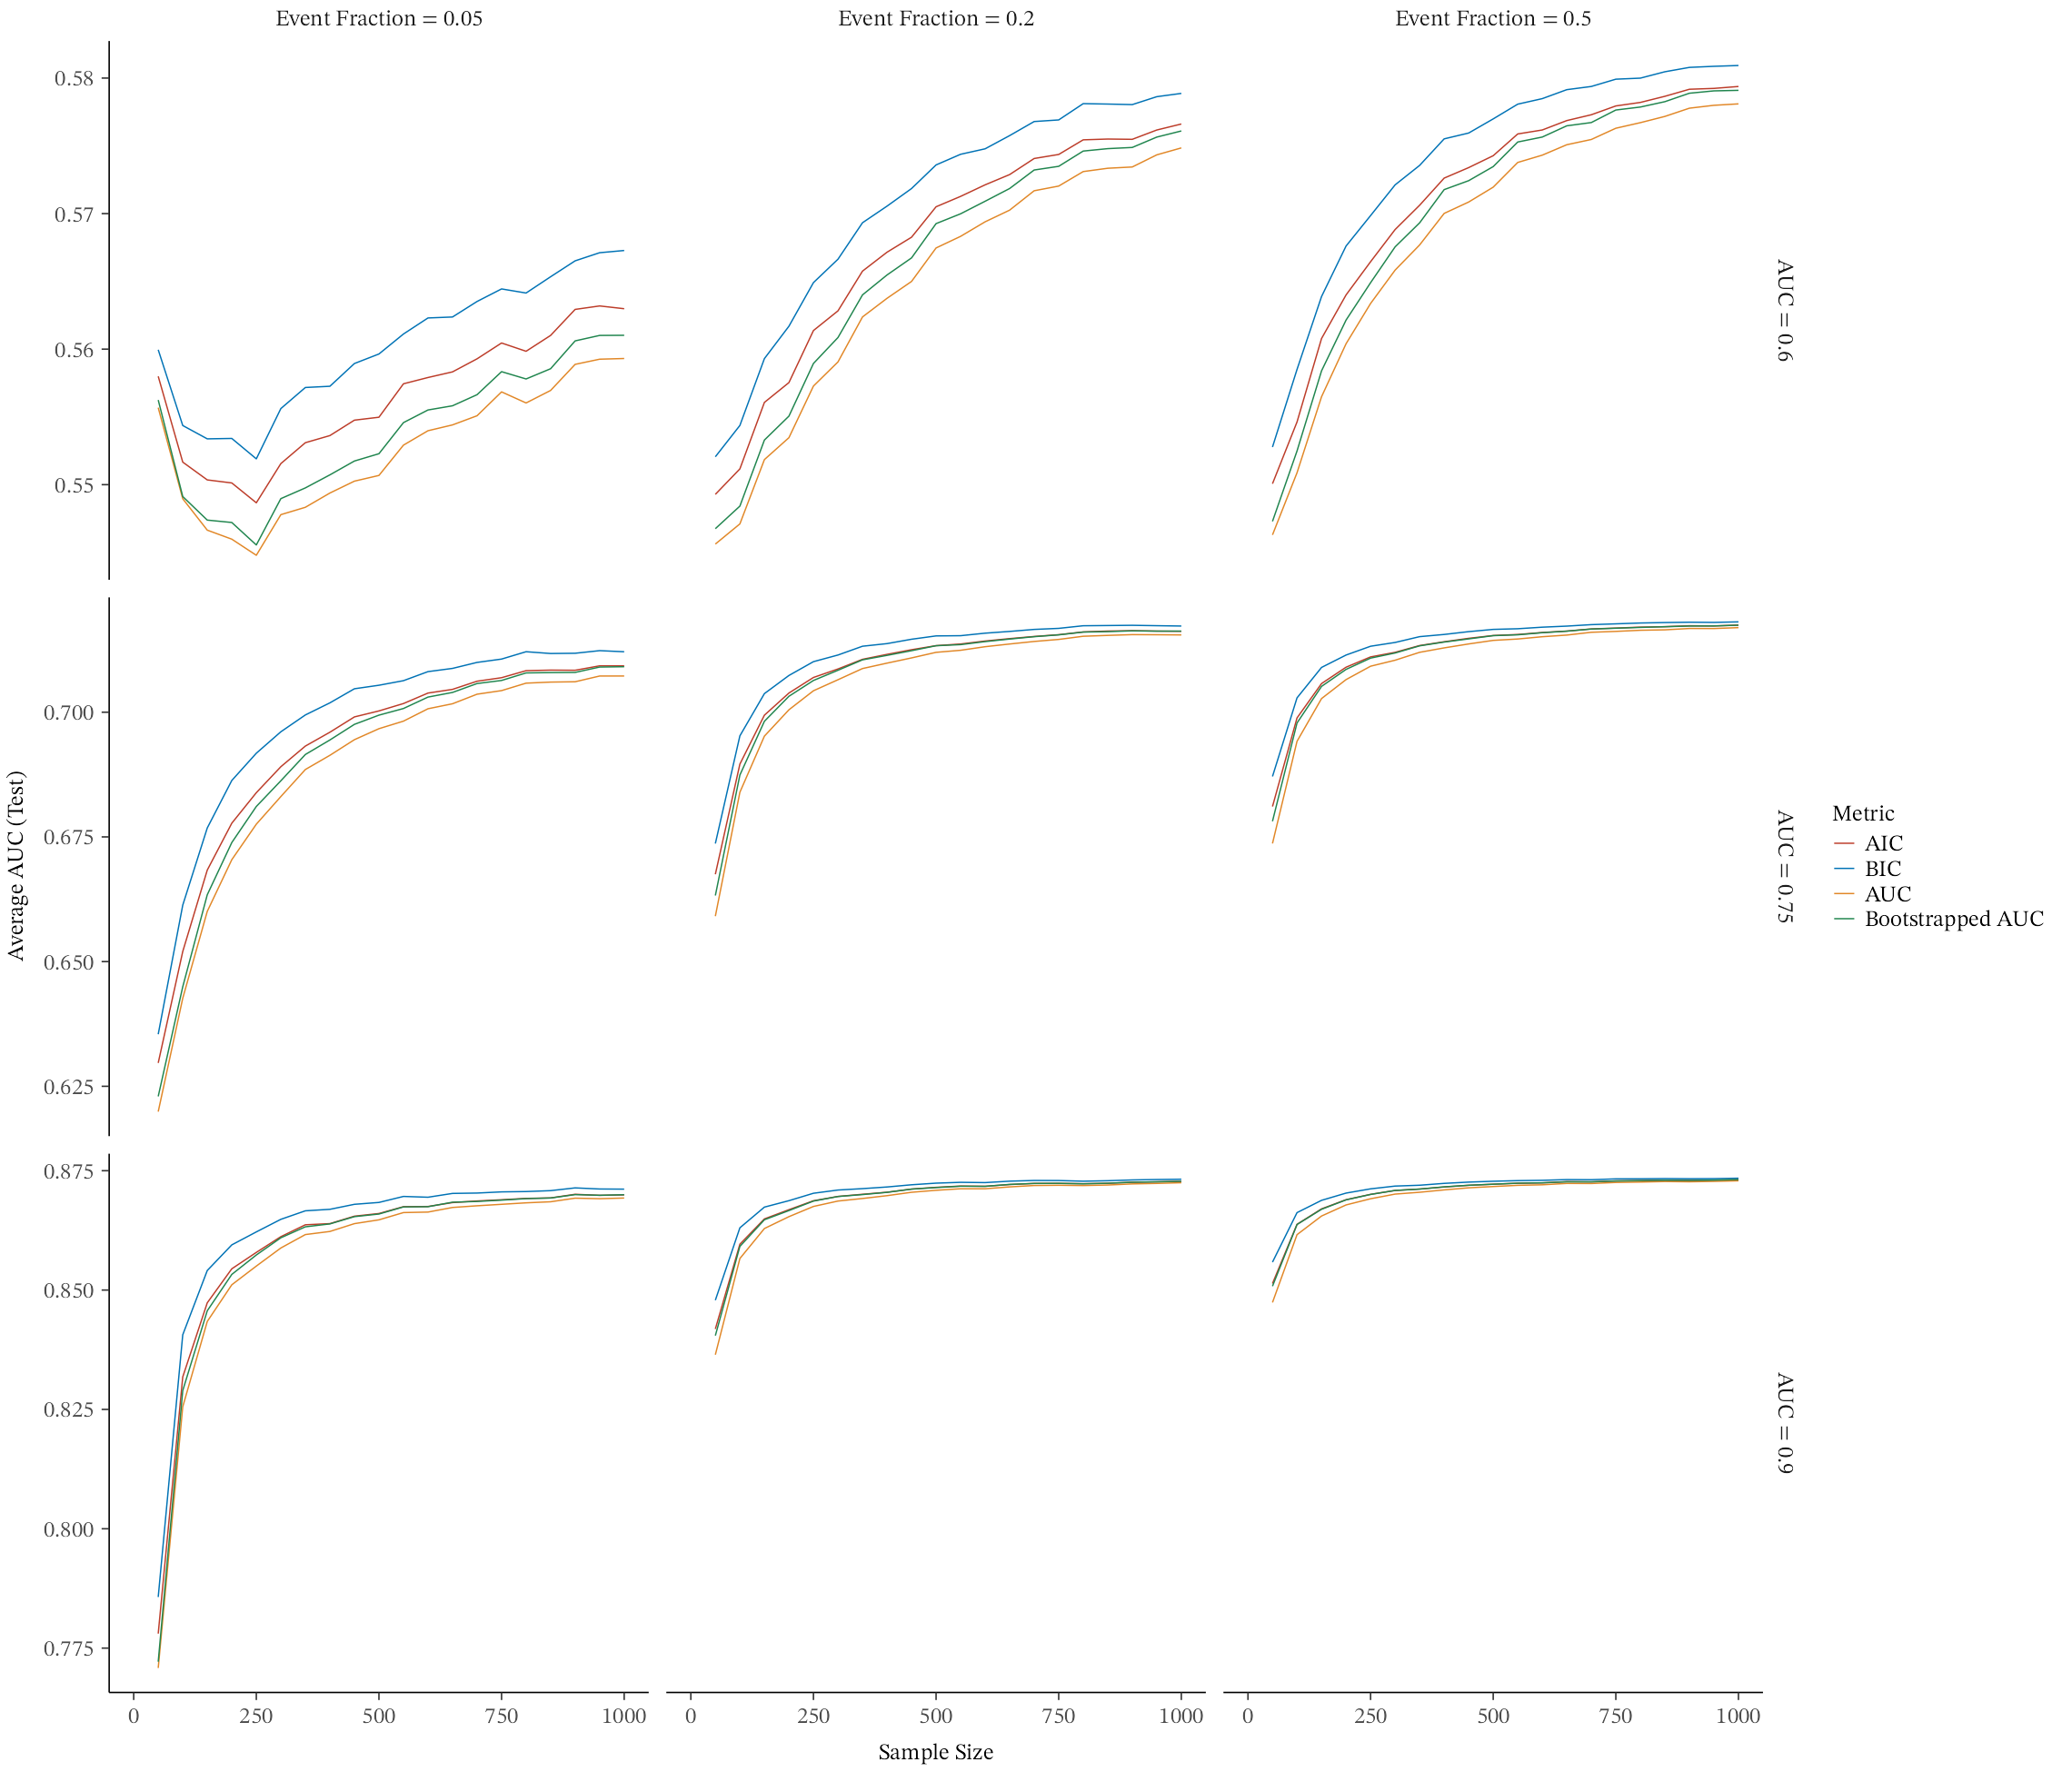 Event Fraction = 0.05
Event Fraction = 0.2
Event Fraction = 0.5
0.58
0.57
0.56
0.55
AUC = 0.6
0.700
0.675
0.650
0.625
AUC = 0.75
0.875
0.850
0.825
0.800
0.775
AUC = 0.9
Average AUC (Test)
0 250 500 750 1000
0 250 500 750 1000
0 250 500 750 1000
Sample Size
Metric
AIC
BIC
AUC
Bootstrapped AUC